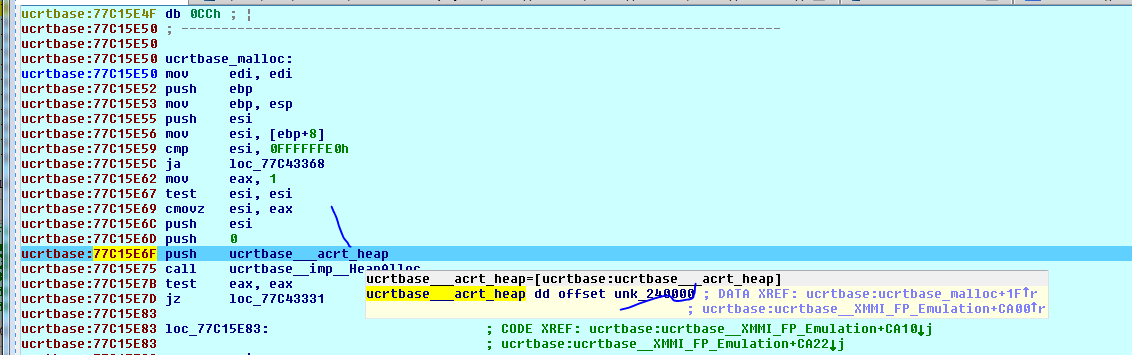 ucrtbase:77C15E4F db 0CCh ; ¦
ucrtbase:77C15E50 ; ---------------------------------------------------------------------------
ucrtbase:77C15E50
ucrtbase:77C15E50 ucrtbase_malloc:
ucrtbase:77C15E50 mov edi, edi
ucrtbase:77C15E52 push ebp
ucrtbase:77C15E53 mov ebp, esp
ucrtbase:77C15E55 push esi
ucrtbase:77C15E56 mov esi, [ebp+8]
ucrtbase:77C15E59 cmp esi, 0FFFFFFE0h
ucrtbase:77C15E5C ja loc_77C43368
ucrtbase:77C15E62 mov eax, 1
ucrtbase:77C15E67 test esi, esi
ucrtbase:77C15E69 cmovz esi, eax
ucrtbase:77C15E6C push esi
ucrtbase:77C15E6D push 0
ucrtbase:77C15E6F push ucrtbase___acrt_heap
ucrtbase:77C15E75 call ucrtbase__imp__HeapAlloc
ucrtbase___acrt_heap=[ucrtbase:ucrtbase___acrt_heap]
ucrtbase:77C15E7B test eax, eax
ucrtbase___acrt_heap dd offset unk_240000 ; DATA XREF: ucrtbase:ucrtbase_malloc+1F↑r
ucrtbase:77C15E7D jz loc_77C43331
; ucrtbase:ucrtbase__XMMI_FP_Emulation+CA00↑r
ucrtbase:77C15E83
ucrtbase:77C15E83 loc_77C15E83: ; CODE XREF: ucrtbase:ucrtbase__XMMI_FP_Emulation+CA10↓j
ucrtbase:77C15E83 ; ucrtbase:ucrtbase__XMMI_FP_Emulation+CA22↓j